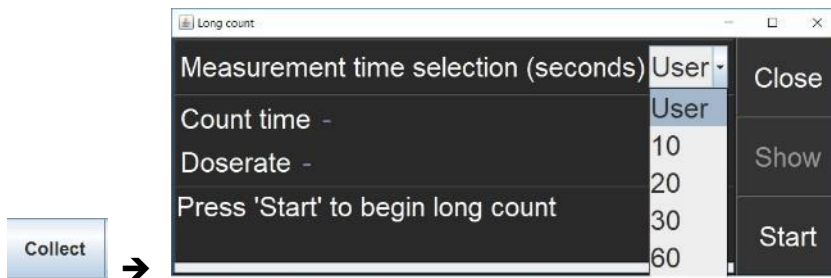 Long count
Measurement time selection (seconds) User
Close
User
Count time -
10
Doserate -
Show
20
Press 'Start' to begin long count
30
Start
60
Collect →